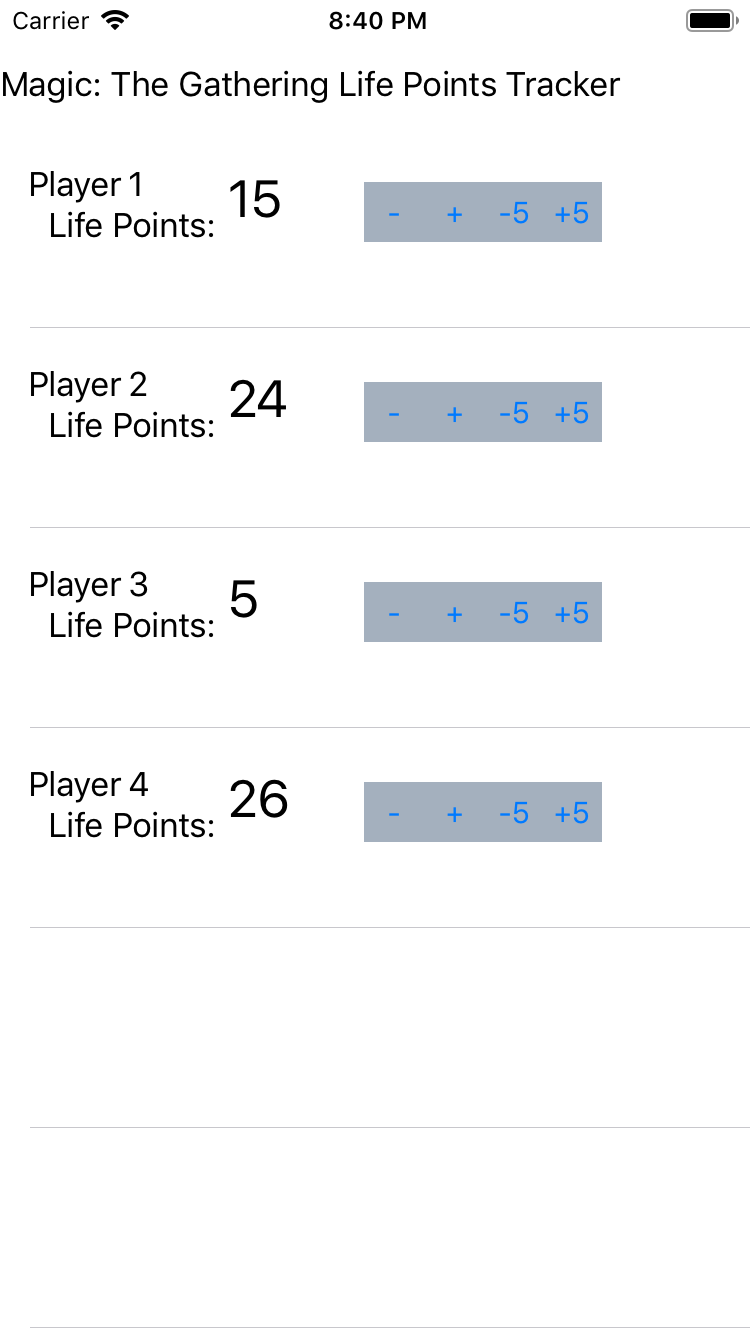 Carrier 8:40 PM
Magic: The Gathering Life Points Tracker
Player 1
Life Points: 15 - + -5 +5
Player 2
Life Points: 24 - + -5 +5
Player 3
Life Points: 5 - + -5 +5
Player 4
Life Points: 26 - + -5 +5